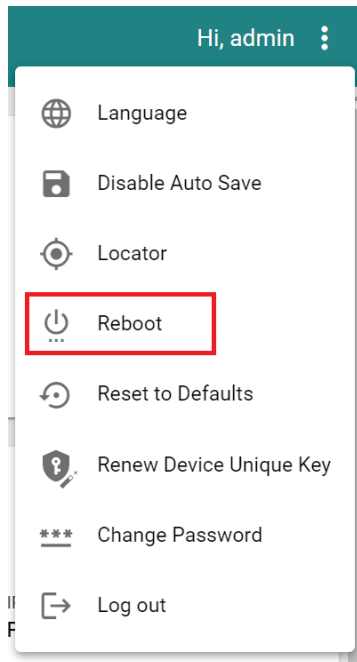 Hi, admin
Language
Disable Auto Save
Locator
Reboot
Reset to Defaults
Renew Device Unique Key
***
Change Password
Log out